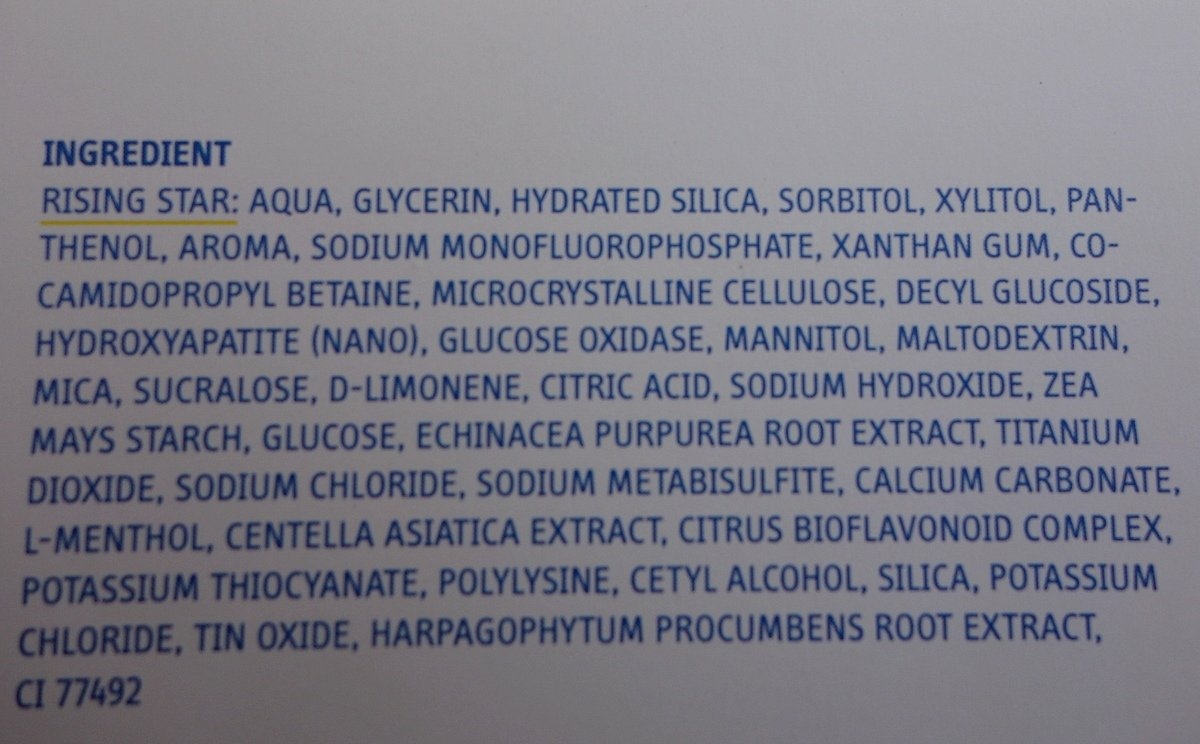 INGREDIENT
RISING STAR: AQUA, GLYCERIN, HYDRATED SILICA, SORBITOL, XYLITOL, PAN-
THENOL, AROMA, SODIUM MONOFLUOROPHOSPHATE, XANTHAN GUM, CO-
CAMIDOPROPYL BETAINE, MICROCRYSTALLINE CELLULOSE, DECYL GLUCOSIDE,
HYDROXYAPATITE (NANO), GLUCOSE OXIDASE, MANNITOL, MALTODEXTRIN,
MICA, SUCRALOSE, D-LIMONENE, CITRIC ACID, SODIUM HYDROXIDE, ZEA
MAYS STARCH, GLUCOSE, ECHINACEA PURPUREA ROOT EXTRACT, TITANIUM
DIOXIDE, SODIUM CHLORIDE, SODIUM METABISULFITE, CALCIUM CARBONATE,
L-MENTHOL, CENTELLA ASIATICA EXTRACT, CITRUS BIOFLAVONOID COMPLEX,
POTASSIUM THIOCYANATE, POLYLYSINE, CETYL ALCOHOL, SILICA, POTASSIUM
CHLORIDE, TIN OXIDE, HARPAGOPHYTUM PROCUMBENS ROOT EXTRACT,
CI 77492